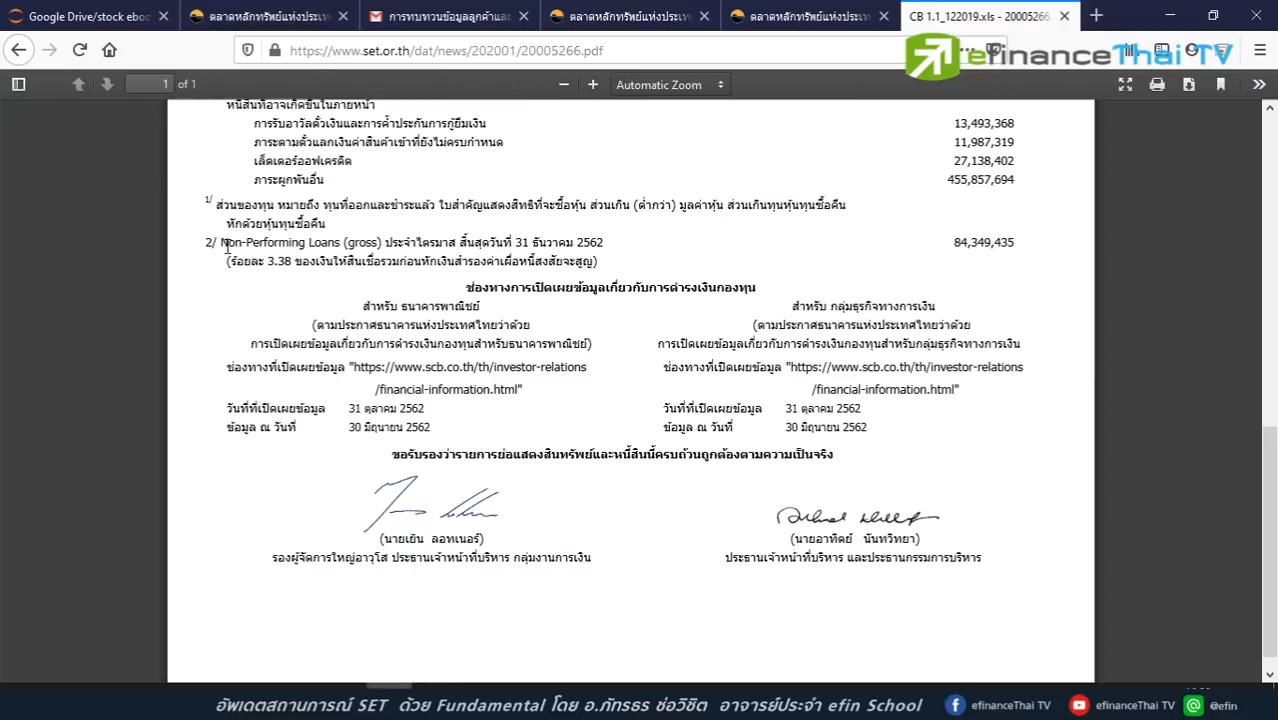 Google Drive/stock eboo
ตลาดหลักทรัพย์แห่งประเท
การทบทวนข้อมูลลูกค้าและ
ตลาดหลักทรัพย์แห่งประเท
ตลาดหลักทรัพย์แห่งประเท
CB 1.1_122019.xls - 20005266.
https://www.set.or.th/dat/news/202001/20005266.pdf
efinanceThai TV
1 of 1
Automatic Zoom
หนี้สินที่อาจเกิดขึ้นในภายหน้า
การรับอาวัลตั๋วเงินและการค้ำประกันการกู้ยืมเงิน 13,493,368
ภาระตามตั๋วแลกเงินค่าสินค้าเข้าที่ยังไม่ครบกำหนด 11,987,319
เล็ตเตอร์ออฟเครดิต 27,138,402
ภาระผูกพันอื่น 455,857,694
1/ ส่วนของทุน หมายถึง ทุนที่ออกและชำระแล้ว ใบสำคัญแสดงสิทธิที่จะซื้อหุ้น ส่วนเกิน (ต่ำกว่า) มูลค่าหุ้น ส่วนเกินทุนหุ้นทุนซื้อคืน
หักด้วยหุ้นทุนซื้อคืน
2/ Non-Performing Loans (gross) ประจำไตรมาส สิ้นสุดวันที่ 31 ธันวาคม 2562 84,349,435
(ร้อยละ 3.38 ของเงินให้สินเชื่อรวมก่อนหักเงินสำรองค่าเผื่อหนี้สงสัยจะสูญ)
ช่องทางการเปิดเผยข้อมูลเกี่ยวกับการดำรงเงินกองทุน
สำหรับ ธนาคารพาณิชย์ สำหรับ กลุ่มธุรกิจทางการเงิน
(ตามประกาศธนาคารแห่งประเทศไทยว่าด้วย (ตามประกาศธนาคารแห่งประเทศไทยว่าด้วย
การเปิดเผยข้อมูลเกี่ยวกับการดำรงเงินกองทุนสำหรับธนาคารพาณิชย์) การเปิดเผยข้อมูลเกี่ยวกับการดำรงเงินกองทุนสำหรับกลุ่มธุรกิจทางการเงิน
ช่องทางที่เปิดเผยข้อมูล "https://www.scb.co.th/th/investor-relations ช่องทางที่เปิดเผยข้อมูล "https://www.scb.co.th/th/investor-relations
/financial-information.html" /financial-information.html"
วันที่ที่เปิดเผยข้อมูล 31 ตุลาคม 2562 วันที่ที่เปิดเผยข้อมูล 31 ตุลาคม 2562
ข้อมูล ณ วันที่ 30 มิถุนายน 2562 ข้อมูล ณ วันที่ 30 มิถุนายน 2562
ขอรับรองว่ารายการย่อแสดงสินทรัพย์และหนี้สินนี้ครบถ้วนถูกต้องตามความเป็นจริง
(นายเยิน ลอทเนอร์) (นายอาทิตย์ นันทวิทยา)
รองผู้จัดการใหญ่อาวุโส ประธานเจ้าหน้าที่บริหาร กลุ่มงานการเงิน ประธานเจ้าหน้าที่บริหาร และประธานกรรมการบริหาร
อัพเดตสถานการณ์ SET ด้วย Fundamental โดย อ.ภัทรธร ช่อวิชิต อาจารย์ประจำ efin School
efinanceThai TV
efinanceThai TV
@efin